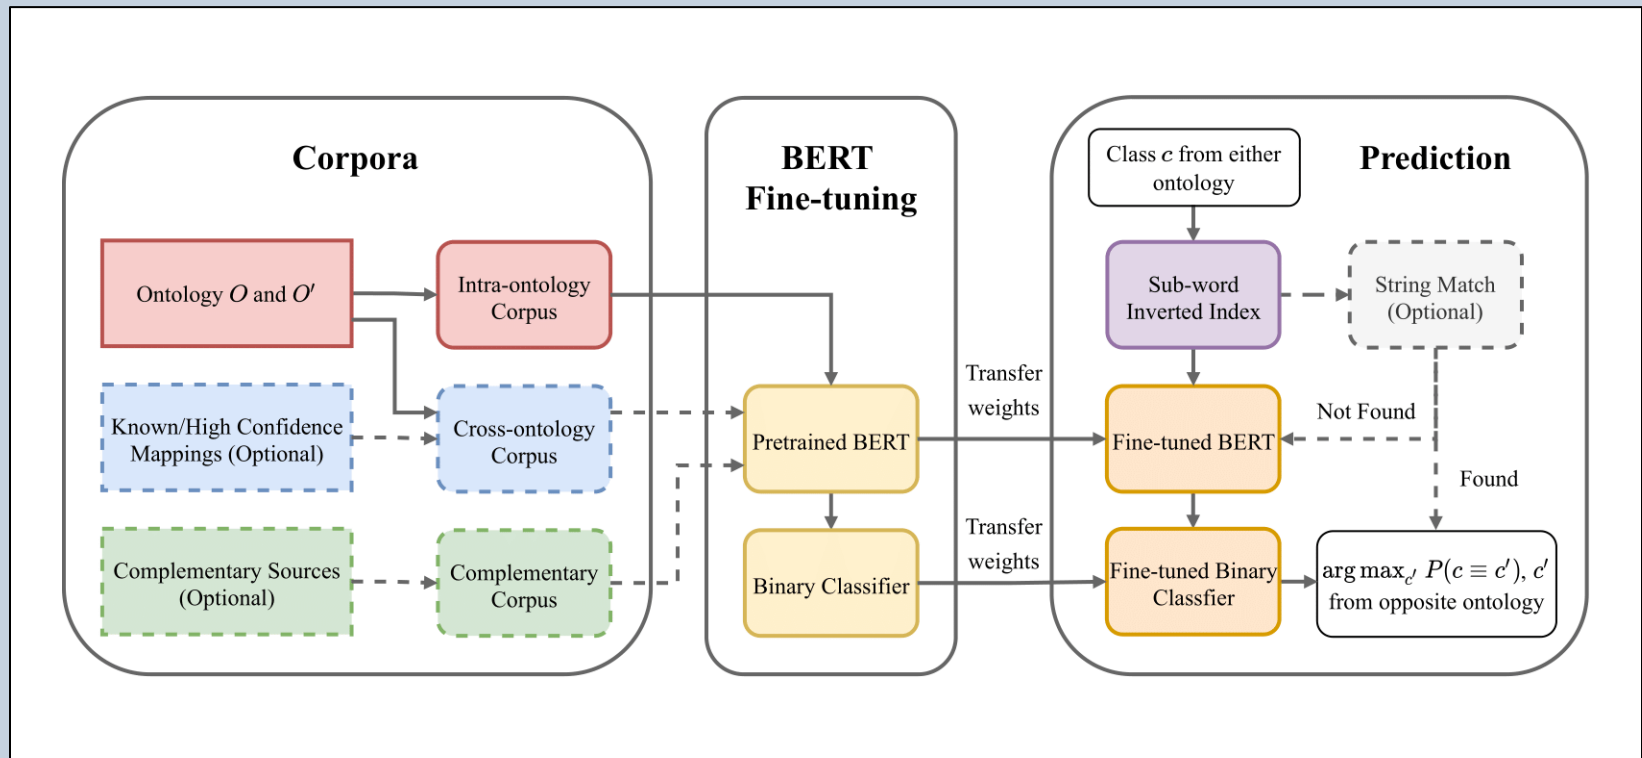 Corpora
Ontology O and O′
Intra-ontology
Corpus
Known/High Confidence
Mappings (Optional)
Cross-ontology
Corpus
Complementary Sources
(Optional)
Complementary
Corpus
BERT
Fine-tuning
Pretrained BERT
Binary Classifier
Transfer
weights
Transfer
weights
Prediction
Class c from either
ontology
Sub-word
Inverted Index
String Match
(Optional)
Fine-tuned BERT
Not Found
Found
Fine-tuned Binary
Classfier
arg max_c′ P(c ≡ c′), c′
from opposite ontology